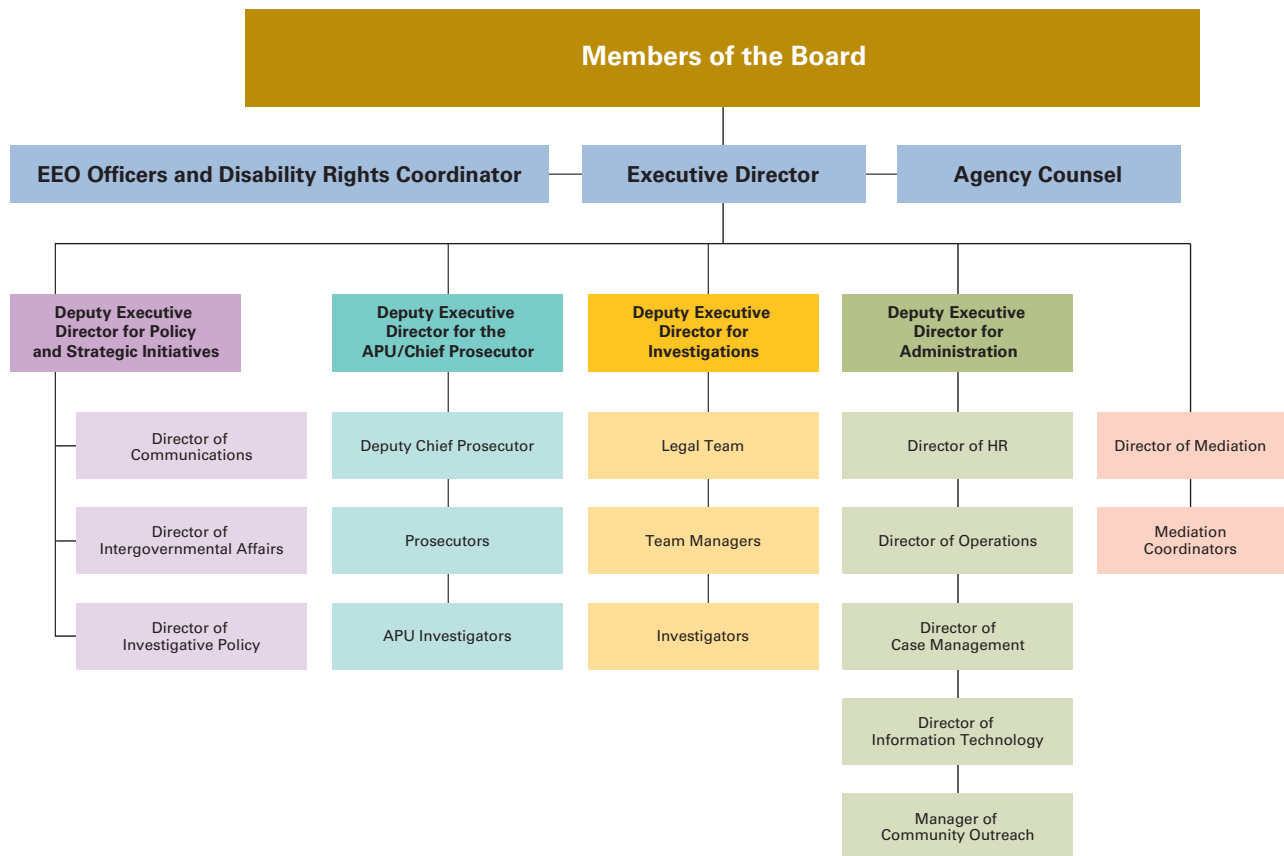 Members of the Board
EEO Officers and Disability Rights Coordinator
Executive Director
Agency Counsel
Deputy Executive
Director for Policy
and Strategic Initiatives
Deputy Executive
Director for the
APU/Chief Prosecutor
Deputy Executive
Director for
Investigations
Deputy Executive
Director for
Administration
Director of
Communications
Deputy Chief Prosecutor
Legal Team
Director of HR
Director of Mediation
Director of
Intergovernmental Affairs
Prosecutors
Team Managers
Director of Operations
Mediation
Coordinators
Director of
Investigative Policy
APU Investigators
Investigators
Director of
Case Management
Director of
Information Technology
Manager of
Community Outreach